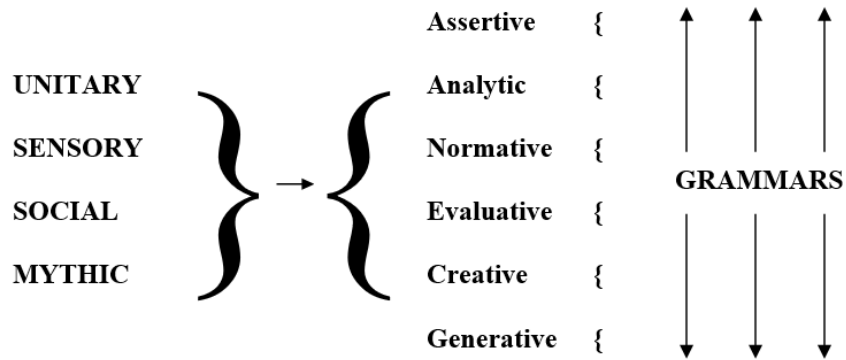 Assertive {
UNITARY Analytic {
SENSORY Normative {
GRAMMARS
SOCIAL Evaluative {
MYTHIC Creative {
Generative {